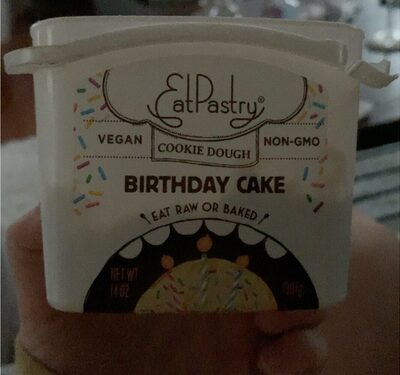 EatPastry®
VEGAN COOKIE DOUGH NON-GMO
BIRTHDAY CAKE
EAT RAW OR BAKED
NET WT
14 OZ